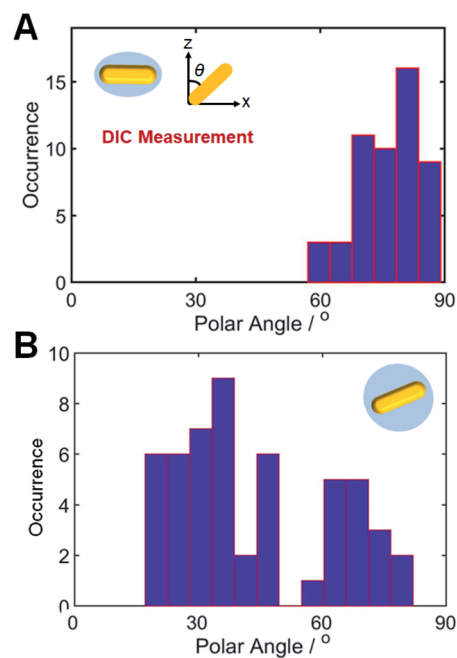 A
z
θ
x
DIC Measurement
15
10
5
0
Occurrence
0 30 60 90
Polar Angle / °
B
10
8
6
4
2
0
Occurrence
0 30 60 90
Polar Angle / °